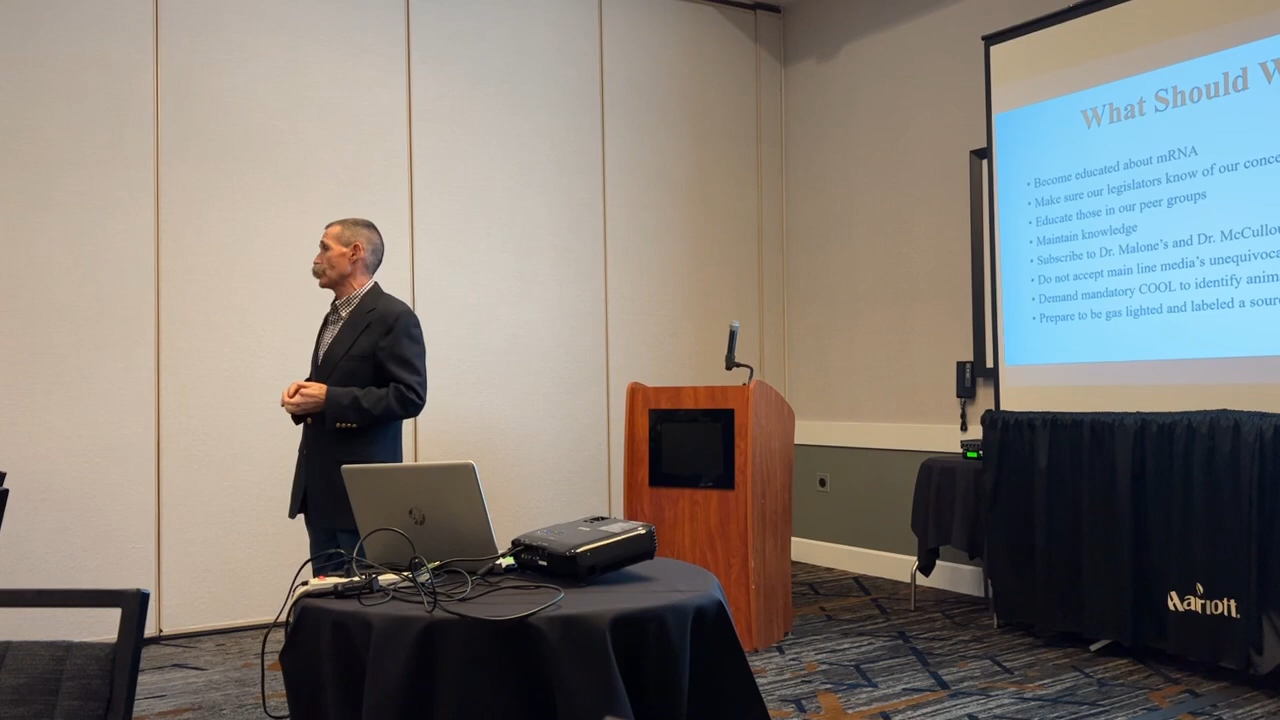 What Should W
• Become educated about mRNA
• Make sure our legislators know of our conce
• Educate those in our peer groups
• Maintain knowledge
• Subscribe to Dr. Malone's and Dr. McCullou
• Do not accept main line media's unequivoca
• Demand mandatory COOL to identify anim
• Prepare to be gas lighted and labeled a sour
hp
Marriott